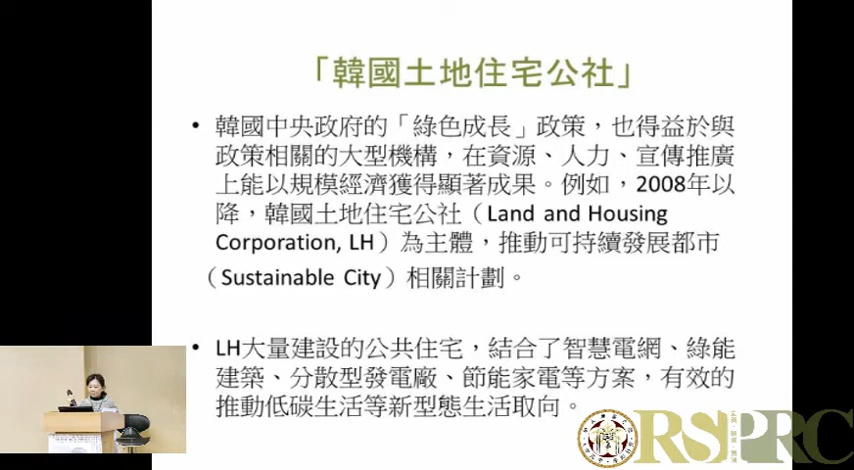 「韓國土地住宅公社」
• 韓國中央政府的「綠色成長」政策，也得益於與
政策相關的大型機構，在資源、人力、宣傳推廣
上能以規模經濟獲得顯著成果。例如，2008年以
降，韓國土地住宅公社（Land and Housing
Corporation, LH）為主體，推動可持續發展都市
（Sustainable City）相關計劃。
• LH大量建設的公共住宅，結合了智慧電網、綠能
建築、分散型發電廠、節能家電等方案，有效的
推動低碳生活等新型態生活取向。
RSPRC